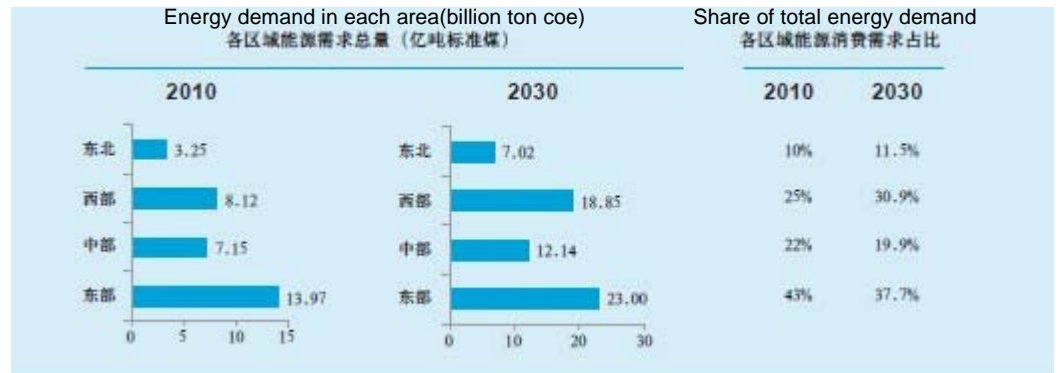 Energy demand in each area(billion ton coe) Share of total energy demand
各区域能源需求总量（亿吨标准煤） 各区域能源消费需求占比
2010 2030 2010 2030
东北 3.25 东北 7.02 10% 11.5%
西部 8.12 西部 18.85 25% 30.9%
中部 7.15 中部 12.14 22% 19.9%
东部 13.97 东部 23.00 43% 37.7%
0 5 10 15 0 10 20 30